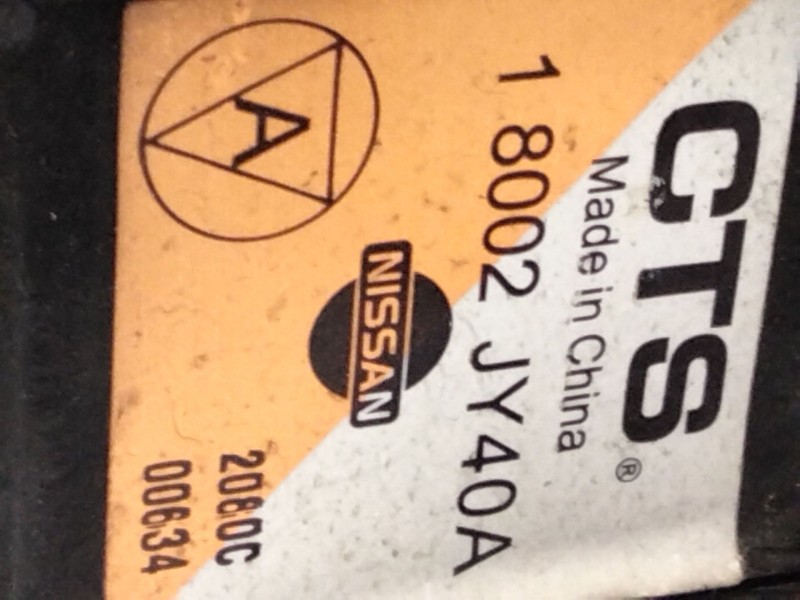 CTS®
Made in China
1 8002 JY40A
NISSAN
A
2080C
00634